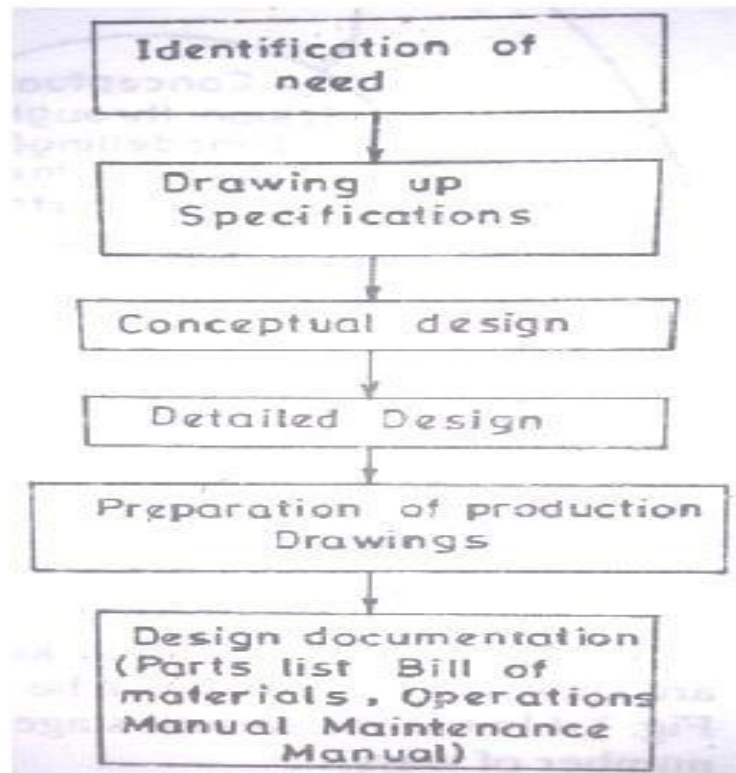 Identification of
need
Drawing up
Specifications
Conceptual design
Detailed Design
Preparation of production
Drawings
Design documentation
(Parts list Bill of
materials, Operations
Manual Maintenance
Manual)